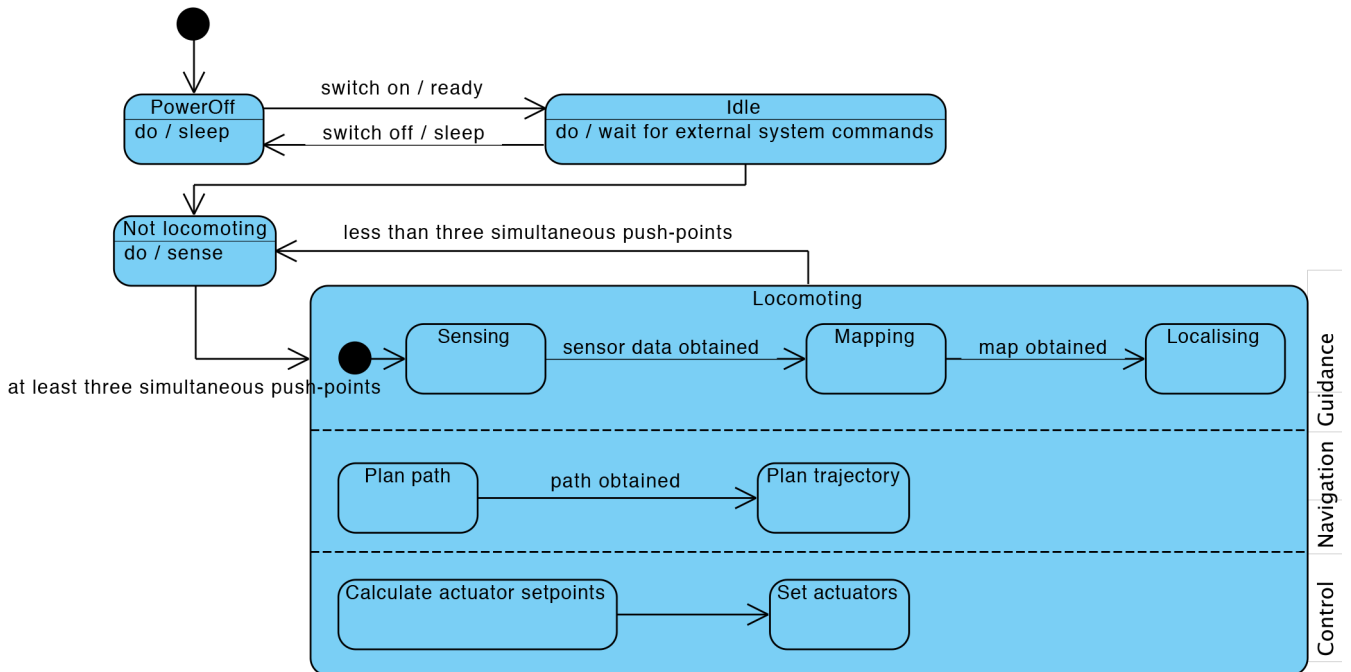 PowerOff
do / sleep
switch on / ready
switch off / sleep
Idle
do / wait for external system commands
Not locomoting
do / sense
less than three simultaneous push-points
at least three simultaneous push-points
Locomoting
Sensing
sensor data obtained
Mapping
map obtained
Localising
Guidance
Plan path
path obtained
Plan trajectory
Navigation
Calculate actuator setpoints
Set actuators
Control